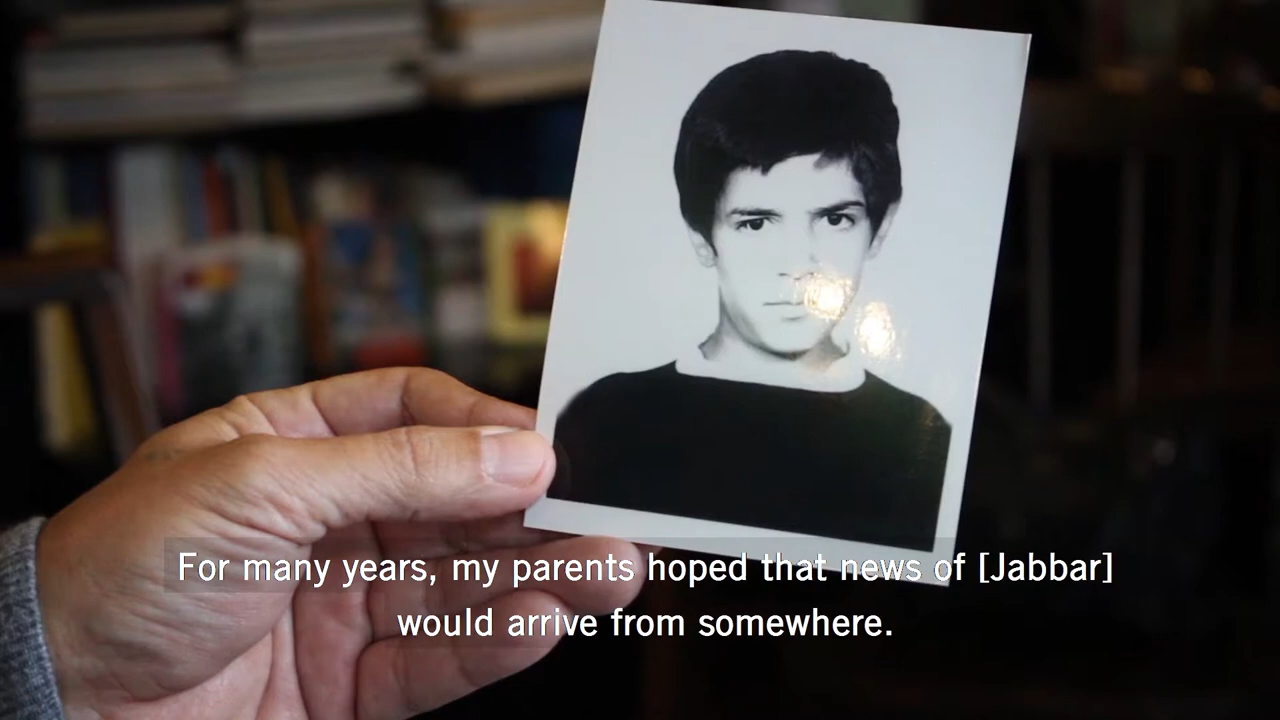 For many years, my parents hoped that news of [Jabbar]
would arrive from somewhere.